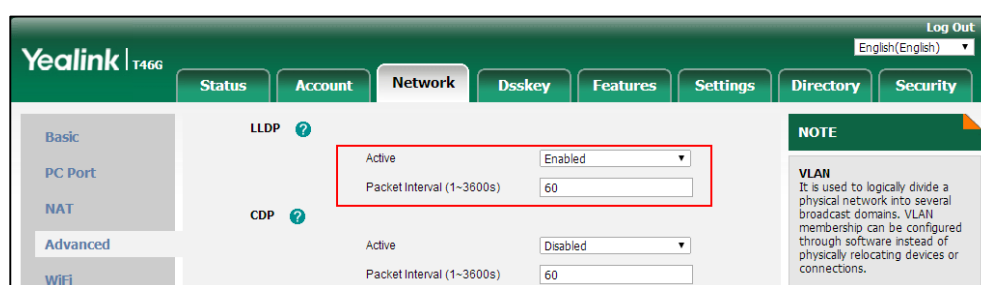 Log Out
Yealink T46G
English(English)
Status Account Network Dsskey Features Settings Directory Security
Basic
PC Port
NAT
Advanced
WiFi
LLDP ?
Active Enabled
Packet Interval (1~3600s) 60
CDP ?
Active Disabled
Packet Interval (1~3600s) 60
NOTE
VLAN
It is used to logically divide a
physical network into several
broadcast domains. VLAN
membership can be configured
through software instead of
physically relocating devices or
connections.